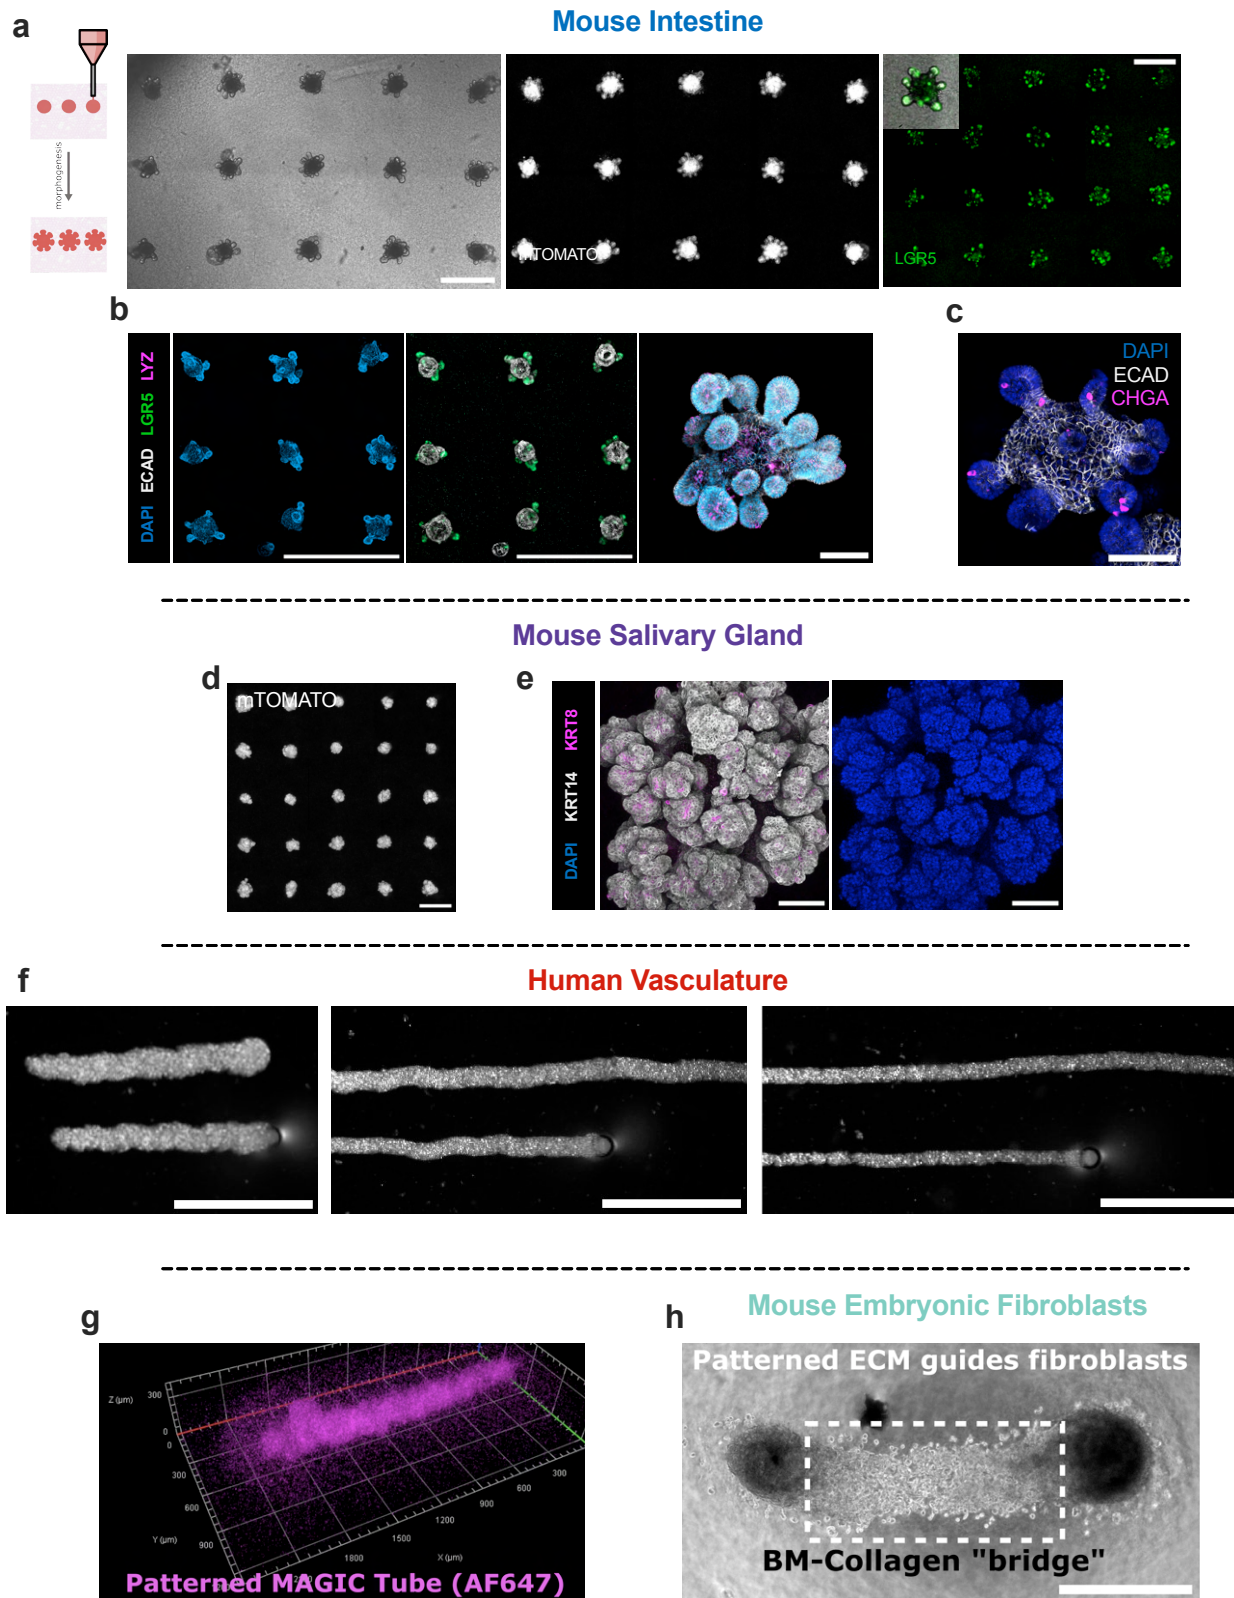 Mouse Intestine
a
morphogenesis
mTOMATO
LGR5
b
DAPI ECAD LGR5 LYZ
c
DAPI
ECAD
CHGA
Mouse Salivary Gland
d
mTOMATO
e
DAPI KRT14 KRT8
Human Vasculature
f
Mouse Embryonic Fibroblasts
g
Z (µm)
300
0
0
300
600
900
Y (µm)
1800
1500
1200
900
600
300
X (µm)
Patterned MAGIC Tube (AF647)
h
Patterned ECM guides fibroblasts
BM-Collagen "bridge"